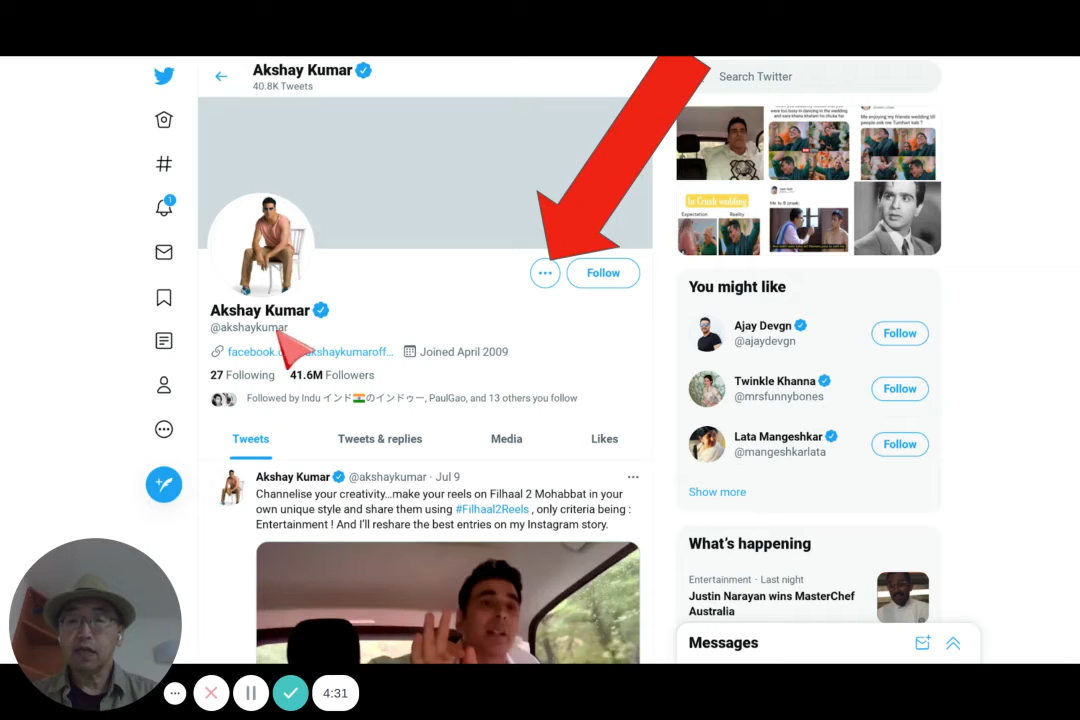 Akshay Kumar
40.8K Tweets
Search Twitter
In Crush wedding
Expectation Reality
1
Follow
Akshay Kumar
@akshaykumar
akshaykumaroff...
Joined April 2009
27 Following 41.6M Followers
Followed by Indu インド🇮🇳のインドゥー, PaulGao, and 13 others you follow
Tweets Tweets & replies Media Likes
Akshay Kumar @akshaykumar · Jul 9
Channelise your creativity...make your reels on Filhaal 2 Mohabbat in your
own unique style and share them using #Filhaal2Reels , only criteria being :
Entertainment ! And I'll reshare the best entries on my Instagram story.
You might like
Ajay Devgn
@ajaydevgn
Follow
Twinkle Khanna
@mrsfunnybones
Follow
Lata Mangeshkar
@mangeshkarlata
Follow
Show more
What's happening
Entertainment · Last night
Justin Narayan wins MasterChef
Australia
Messages
4:31